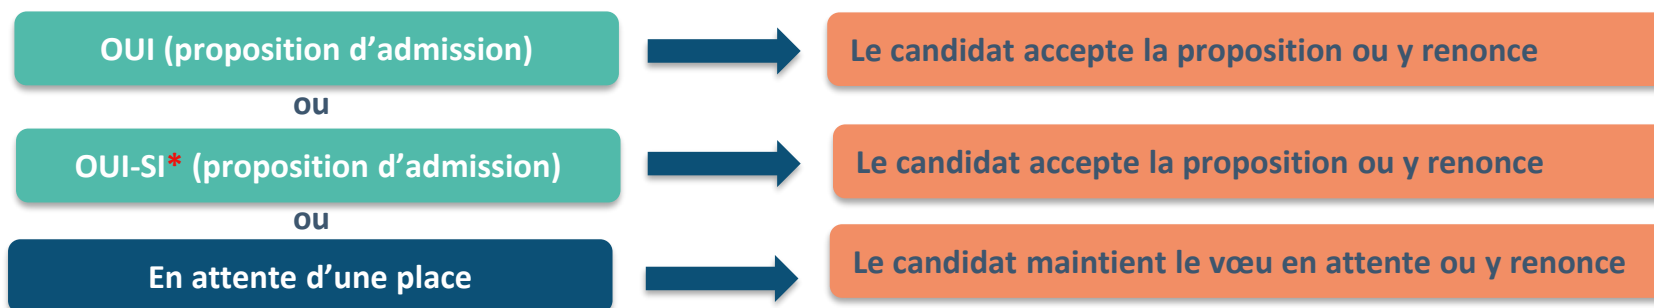 OUI (proposition d’admission)
Le candidat accepte la proposition ou y renonce
ou
OUI-SI* (proposition d’admission)
Le candidat accepte la proposition ou y renonce
ou
En attente d’une place
Le candidat maintient le vœu en attente ou y renonce